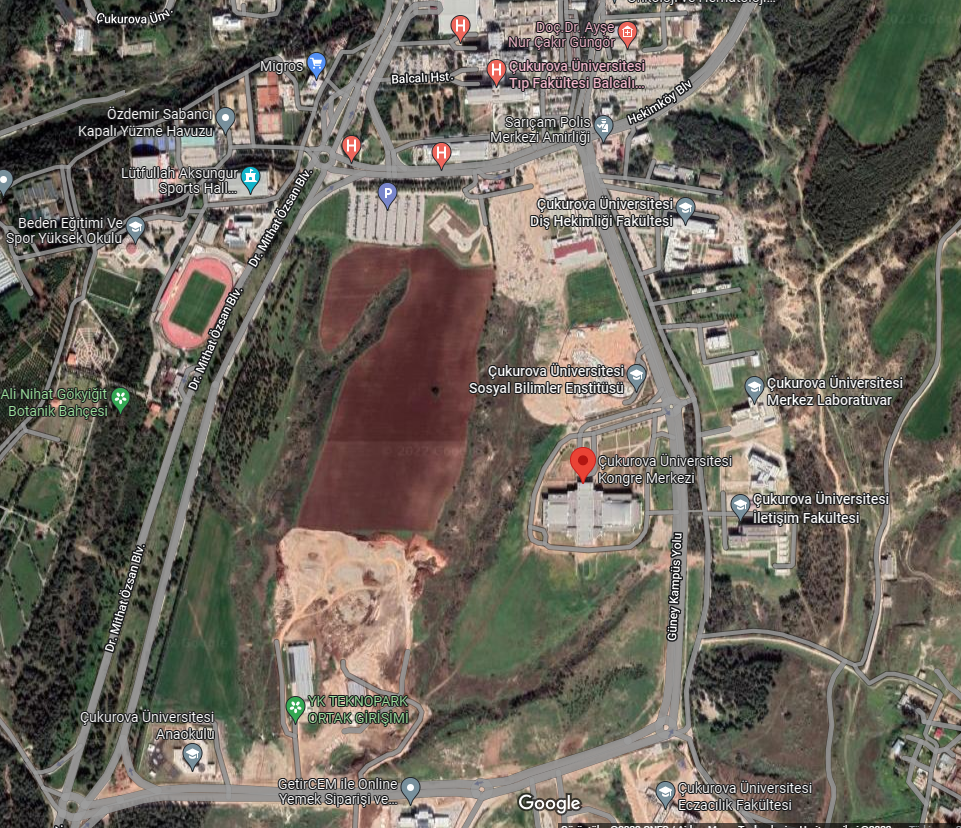 Çukurova Ünv.
Doç.Dr. Ayşe
Nur Çakır Güngör
Migros
Balcalı Hst.
Çukurova Üniversitesi
Tıp Fakültesi Balcalı...
Hekimköy Blv
Özdemir Sabancı
Kapalı Yüzme Havuzu
Sarıçam Polis
Merkezi Amirliği
Lütfullah Aksungur
Sports Hall...
Dr. Mithat Özsan Blv.
Çukurova Üniversitesi
Diş Hekimliği Fakültesi
Beden Eğitimi Ve
Spor Yüksek Okulu
Dr. Mithat Özsan Blv.
Ali Nihat Gökyiğit
Botanik Bahçesi
Çukurova Üniversitesi
Sosyal Bilimler Enstitüsü
Çukurova Üniversitesi
Merkez Laboratuvar
Çukurova Üniversitesi
Kongre Merkezi
Çukurova Üniversitesi
İletişim Fakültesi
Dr. Mithat Özsan Blv.
Güney Kampüs Yolu
YK TEKNOPARK
ORTAK GİRİŞİMİ
Çukurova Üniversitesi
Anaokulu
GetirCEM ile Online
Yemek Siparişi ve...
Çukurova Üniversitesi
Eczacılık Fakültesi
Google